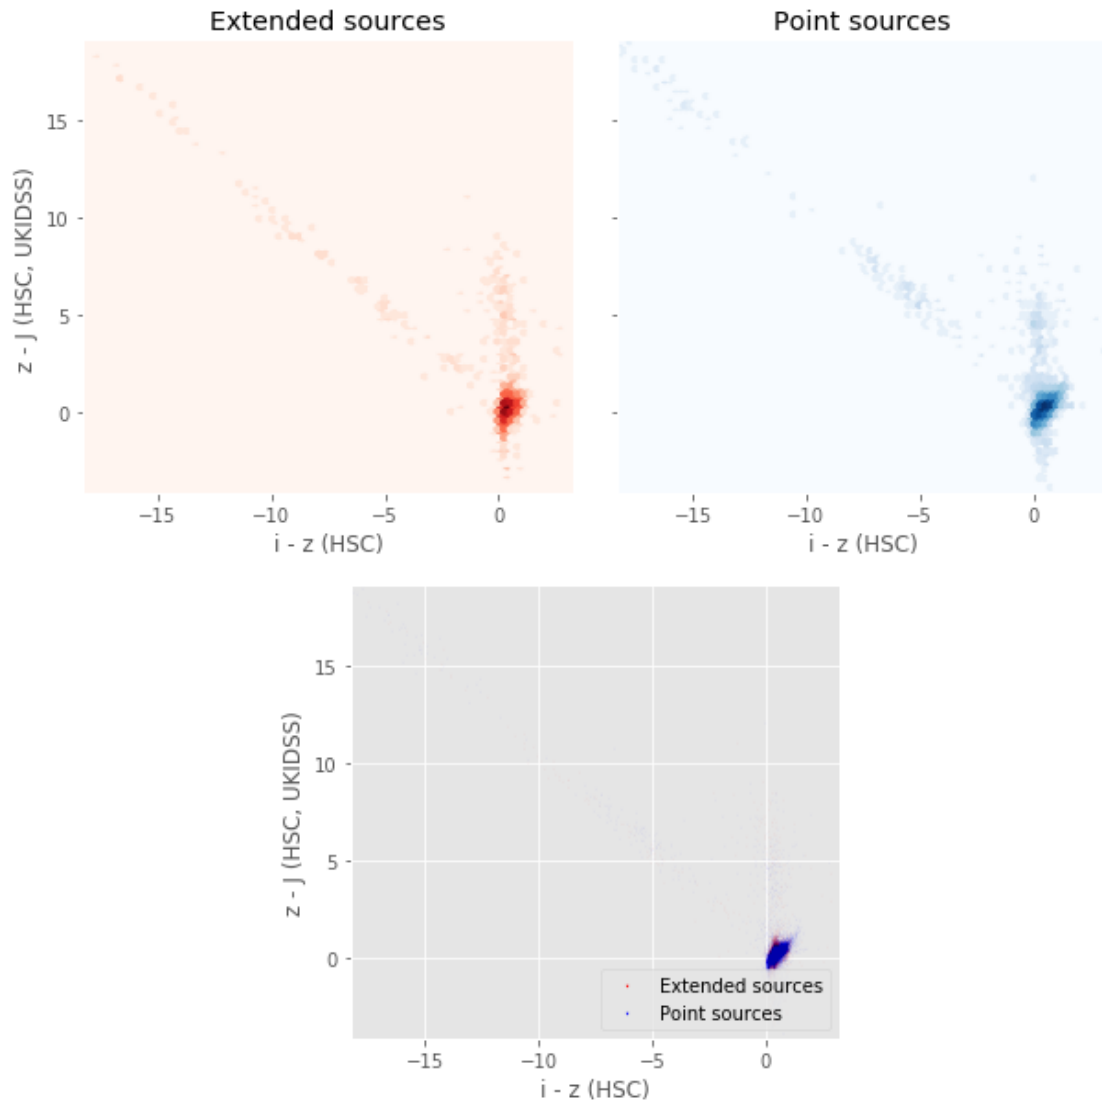 Extended sources
Point sources
z - J (HSC, UKIDSS)
15
10
5
0
−15
−10
−5
0
i - z (HSC)
−15
−10
−5
0
i - z (HSC)
z - J (HSC, UKIDSS)
15
10
5
0
Extended sources
Point sources
−15
−10
−5
0
i - z (HSC)